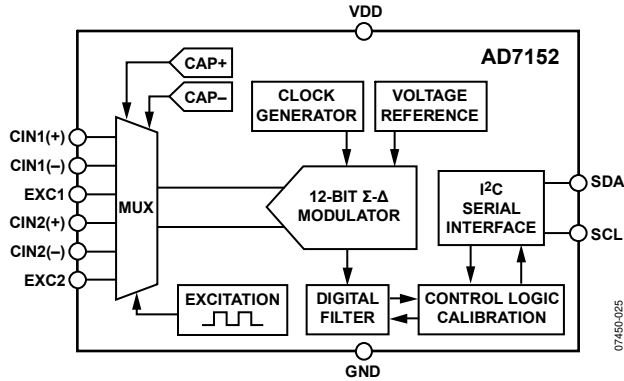 VDD
AD7152
CAP+
CAP–
CLOCK
GENERATOR
VOLTAGE
REFERENCE
CIN1(+)
CIN1(–)
EXC1
CIN2(+)
CIN2(–)
EXC2
MUX
12-BIT Σ-Δ
MODULATOR
I²C
SERIAL
INTERFACE
SDA
SCL
EXCITATION
DIGITAL
FILTER
CONTROL LOGIC
CALIBRATION
GND
07450-025